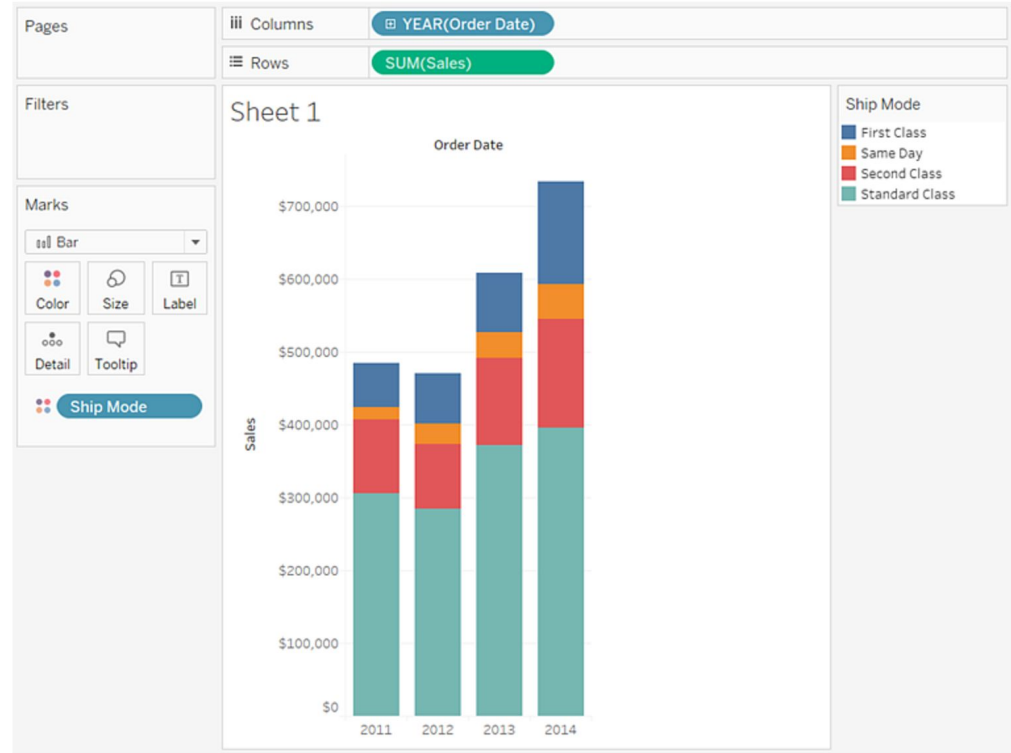 Pages
Columns
YEAR(Order Date)
Rows
SUM(Sales)
Filters
Marks
Bar
Color
Size
T
Label
Detail
Tooltip
Ship Mode
Sheet 1
Order Date
Sales
$700,000
$600,000
$500,000
$400,000
$300,000
$200,000
$100,000
$0
2011 2012 2013 2014
Ship Mode
First Class
Same Day
Second Class
Standard Class